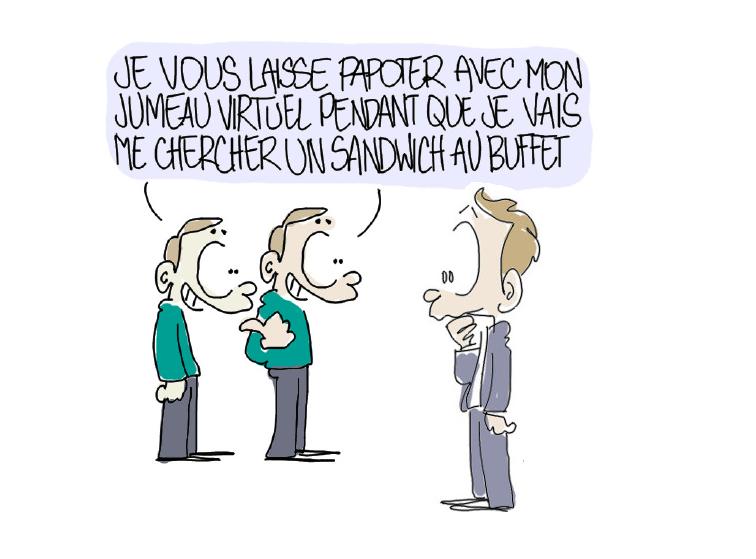 JE VOUS LAISSE PAPOTER AVEC MON
JUMEAU VIRTUEL PENDANT QUE JE VAIS
ME CHERCHER UN SANDWICH AU BUFFET